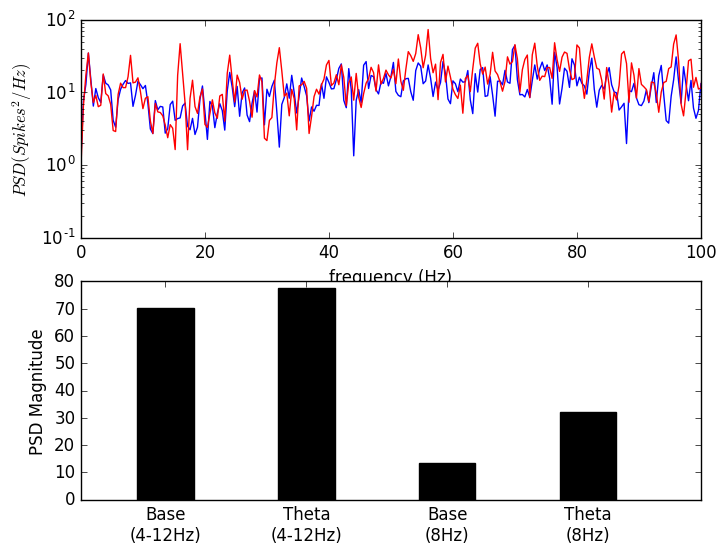 10^2
10^1
10^0
10^-1
PSD(Spikes^2/Hz)
0 20 40 60 80 100
frequency (Hz)
80
70
60
50
40
30
20
10
0
PSD Magnitude
Base Theta Base Theta
(4-12Hz) (4-12Hz) (8Hz) (8Hz)